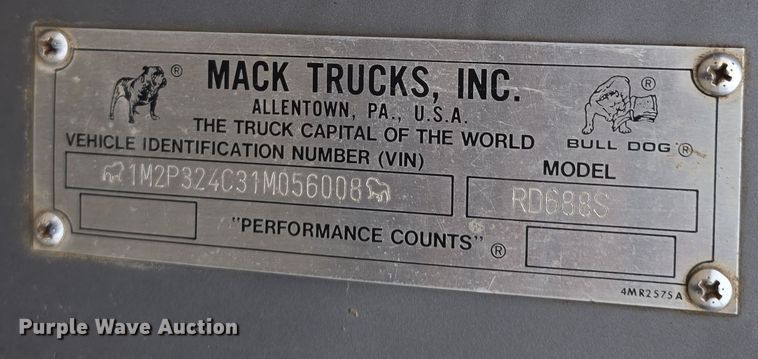 MACK TRUCKS, INC.
ALLENTOWN, PA., U.S.A.
THE TRUCK CAPITAL OF THE WORLD
BULL DOG ®
VEHICLE IDENTIFICATION NUMBER (VIN)
MODEL
1M2P324C31M056008
RD688S
"PERFORMANCE COUNTS" ®
4MR2575A
Purple Wave Auction